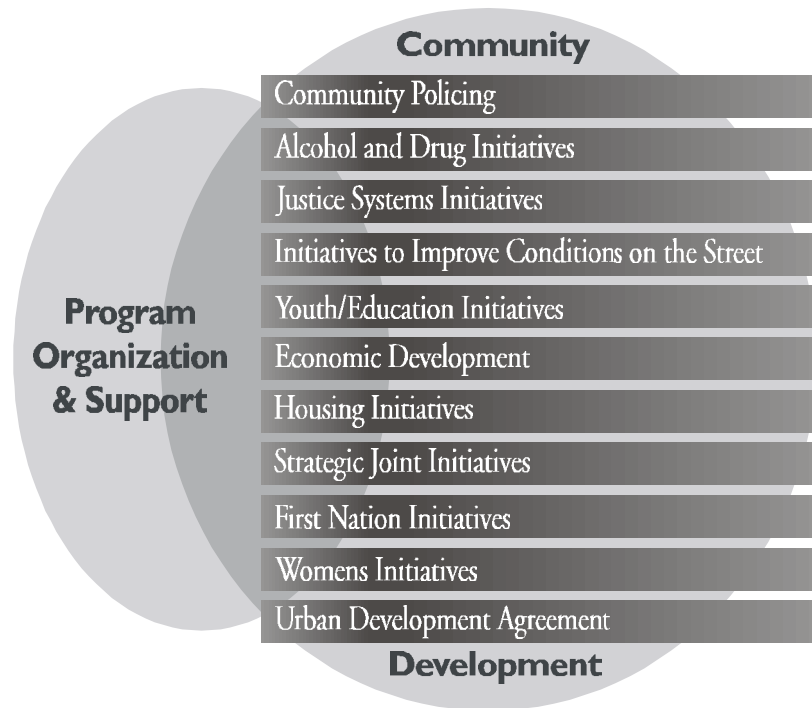 Community
Community Policing
Alcohol and Drug Initiatives
Justice Systems Initiatives
Initiatives to Improve Conditions on the Street
Youth/Education Initiatives
Economic Development
Housing Initiatives
Strategic Joint Initiatives
First Nation Initiatives
Womens Initiatives
Urban Development Agreement
Development
Program
Organization
& Support